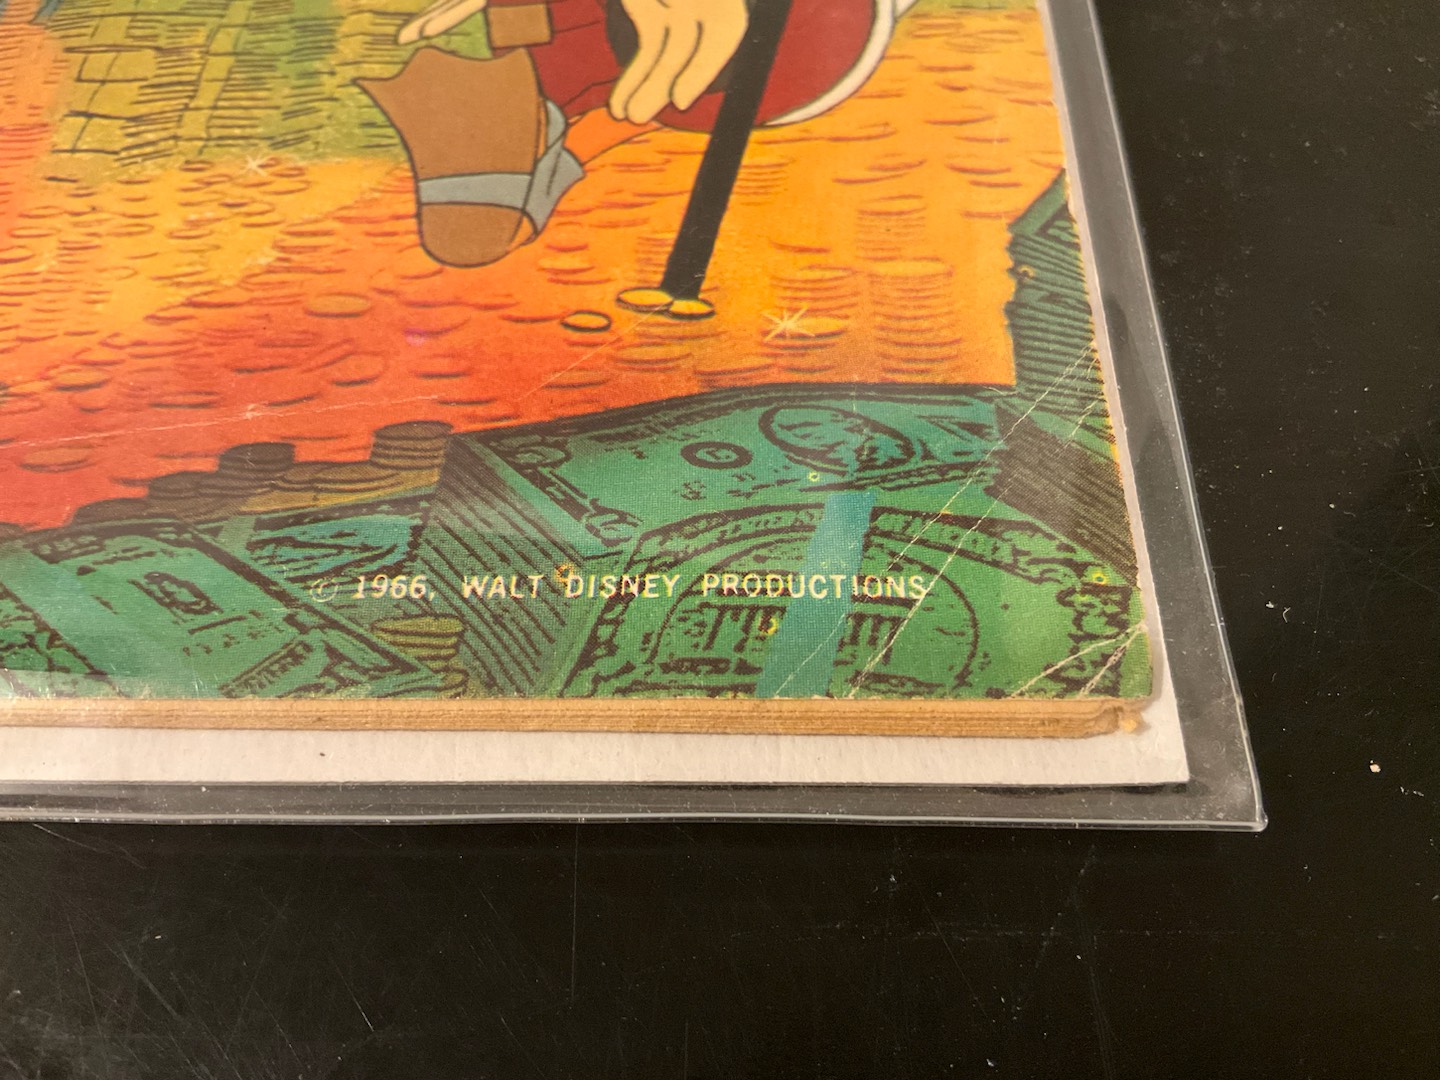 © 1966, WALT DISNEY PRODUCTIONS